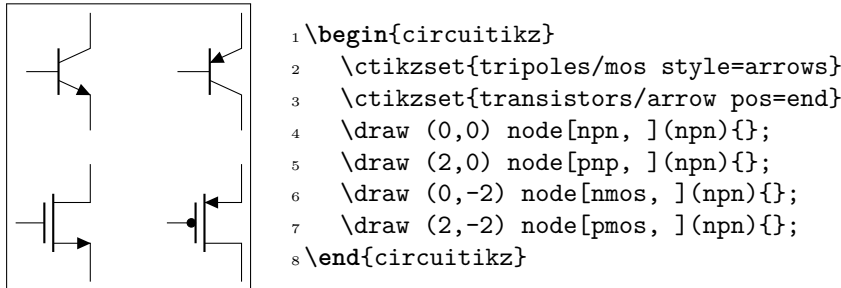 1 \begin{circuitikz}
2 \ctikzset{tripoles/mos style=arrows}
3 \ctikzset{transistors/arrow pos=end}
4 \draw (0,0) node[npn, ](npn){};
5 \draw (2,0) node[pnp, ](npn){};
6 \draw (0,-2) node[nmos, ](npn){};
7 \draw (2,-2) node[pmos, ](npn){};
8 \end{circuitikz}